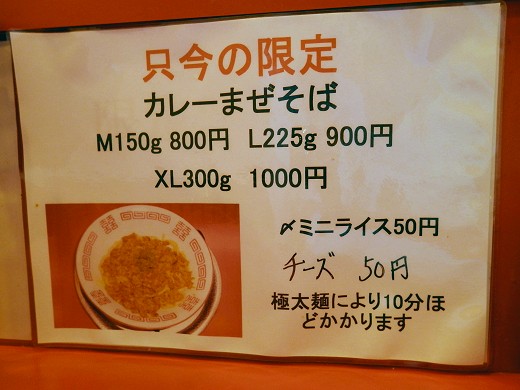 只今の限定
カレーまぜそば
M150g 800円 L225g 900円
XL300g 1000円
〆ミニライス50円
チーズ 50円
極太麺により10分ほ
どかかります